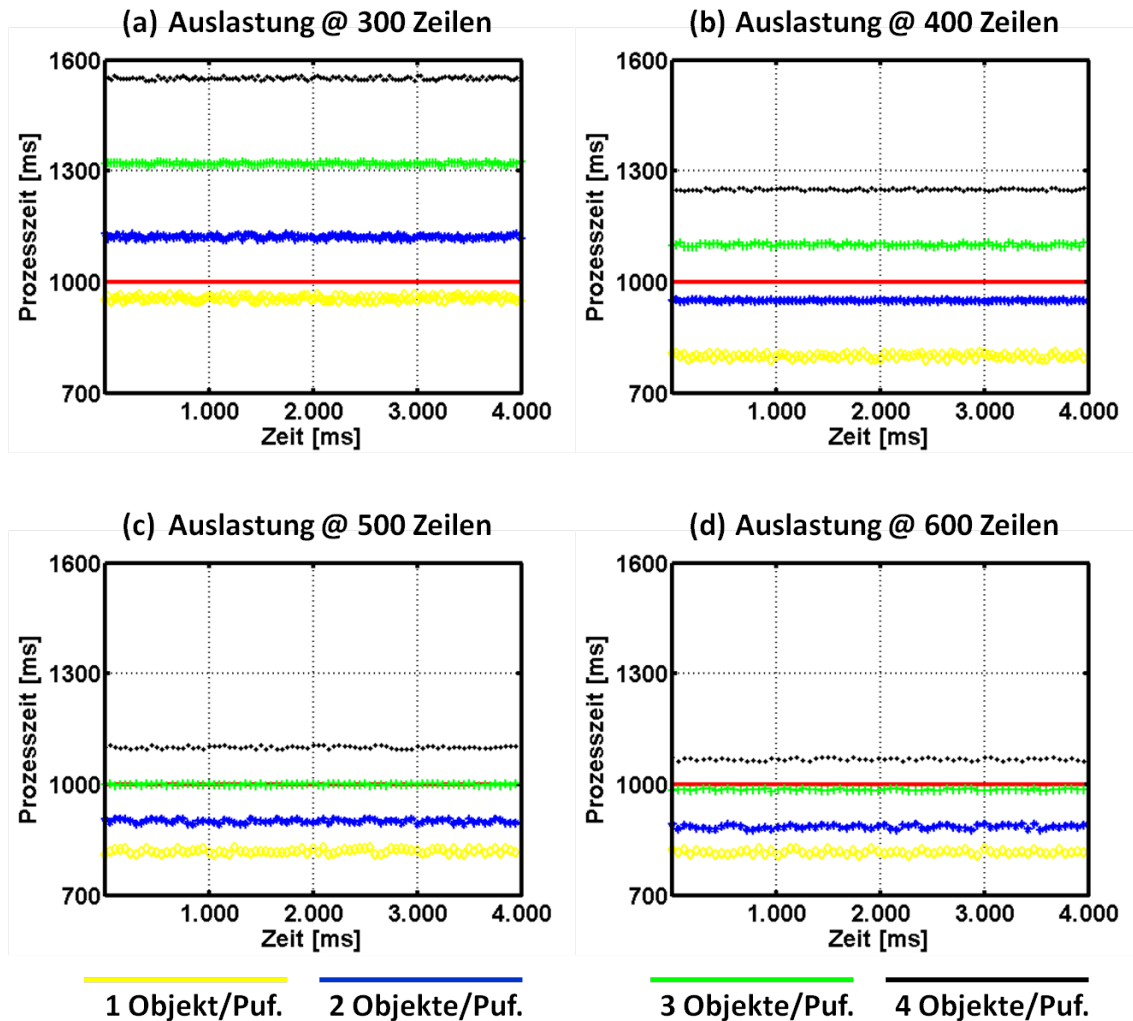 (a) Auslastung @ 300 Zeilen
1600
1300
1000
700
Prozesszeit [ms]
1.000 2.000 3.000 4.000
Zeit [ms]
(b) Auslastung @ 400 Zeilen
1600
1300
1000
700
Prozesszeit [ms]
1.000 2.000 3.000 4.000
Zeit [ms]
(c) Auslastung @ 500 Zeilen
1600
1300
1000
700
Prozesszeit [ms]
1.000 2.000 3.000 4.000
Zeit [ms]
(d) Auslastung @ 600 Zeilen
1600
1300
1000
700
Prozesszeit [ms]
1.000 2.000 3.000 4.000
Zeit [ms]
1 Objekt/Puf. 2 Objekte/Puf. 3 Objekte/Puf. 4 Objekte/Puf.